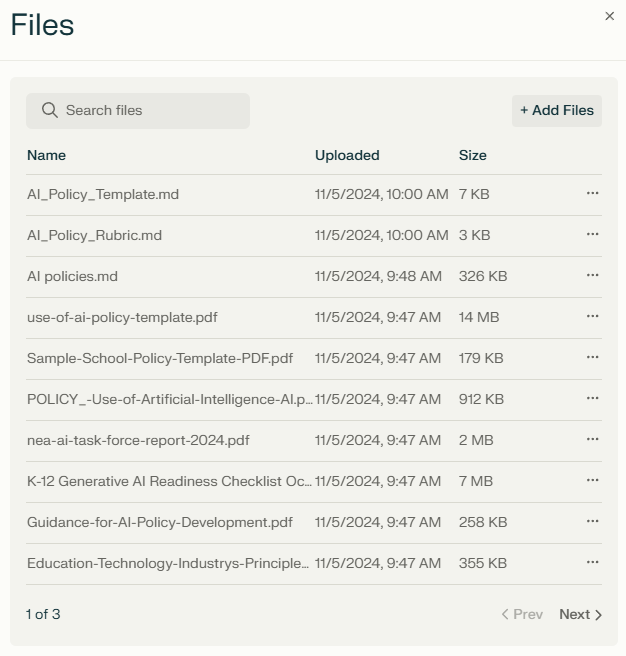 Files
Search files
+ Add Files
Name Uploaded Size
AI_Policy_Template.md 11/5/2024, 10:00 AM 7 KB
AI_Policy_Rubric.md 11/5/2024, 10:00 AM 3 KB
AI policies.md 11/5/2024, 9:48 AM 326 KB
use-of-ai-policy-template.pdf 11/5/2024, 9:47 AM 14 MB
Sample-School-Policy-Template-PDF.pdf 11/5/2024, 9:47 AM 179 KB
POLICY_-Use-of-Artificial-Intelligence-AI.p... 11/5/2024, 9:47 AM 912 KB
nea-ai-task-force-report-2024.pdf 11/5/2024, 9:47 AM 2 MB
K-12 Generative AI Readiness Checklist Oc... 11/5/2024, 9:47 AM 7 MB
Guidance-for-AI-Policy-Development.pdf 11/5/2024, 9:47 AM 258 KB
Education-Technology-Industrys-Principle... 11/5/2024, 9:47 AM 355 KB
1 of 3 Prev Next